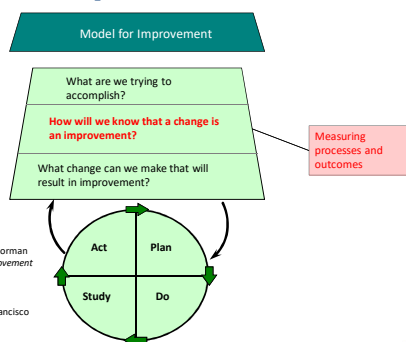 Model for Improvement
What are we trying to
accomplish?
How will we know that a change is
an improvement?
What change can we make that will
result in improvement?
Measuring
processes and
outcomes
Act
Plan
Study
Do
orman
ovement
ancisco